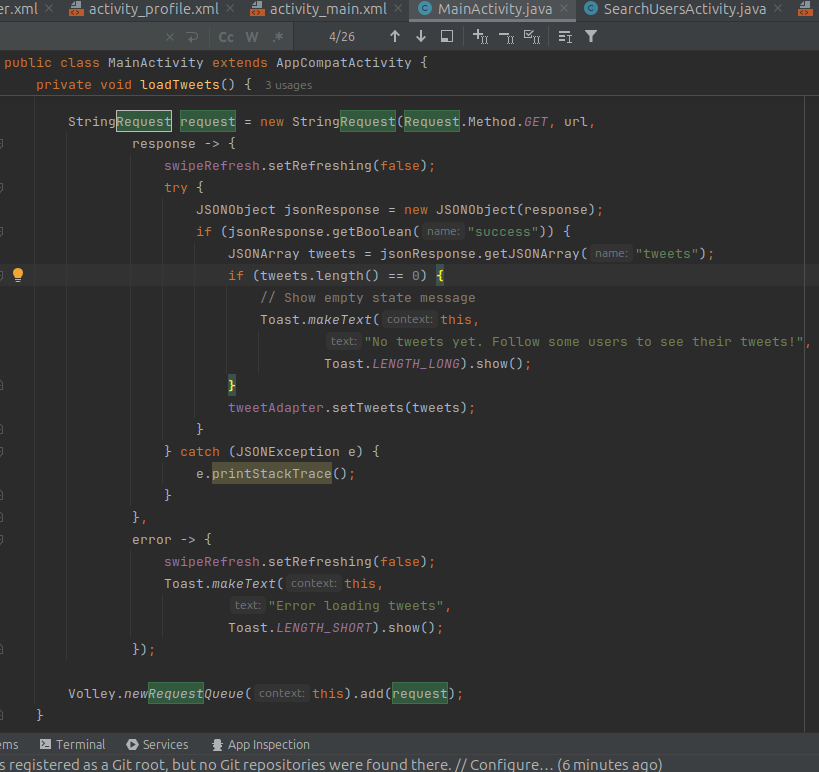 er.xml activity_profile.xml activity_main.xml MainActivity.java SearchUsersActivity.java
Cc W .* 4/26
public class MainActivity extends AppCompatActivity {
private void loadTweets() { 3 usages
StringRequest request = new StringRequest(Request.Method.GET, url,
response -> {
swipeRefresh.setRefreshing(false);
try {
JSONObject jsonResponse = new JSONObject(response);
if (jsonResponse.getBoolean( name: "success")) {
JSONArray tweets = jsonResponse.getJSONArray( name: "tweets");
if (tweets.length() == 0) {
// Show empty state message
Toast.makeText( context: this,
text: "No tweets yet. Follow some users to see their tweets!",
Toast.LENGTH_LONG).show();
}
tweetAdapter.setTweets(tweets);
}
} catch (JSONException e) {
e.printStackTrace();
}
},
error -> {
swipeRefresh.setRefreshing(false);
Toast.makeText( context: this,
text: "Error loading tweets",
Toast.LENGTH_SHORT).show();
});
Volley.newRequestQueue( context: this).add(request);
}
ems Terminal Services App Inspection
s registered as a Git root, but no Git repositories were found there. // Configure... (6 minutes ago)